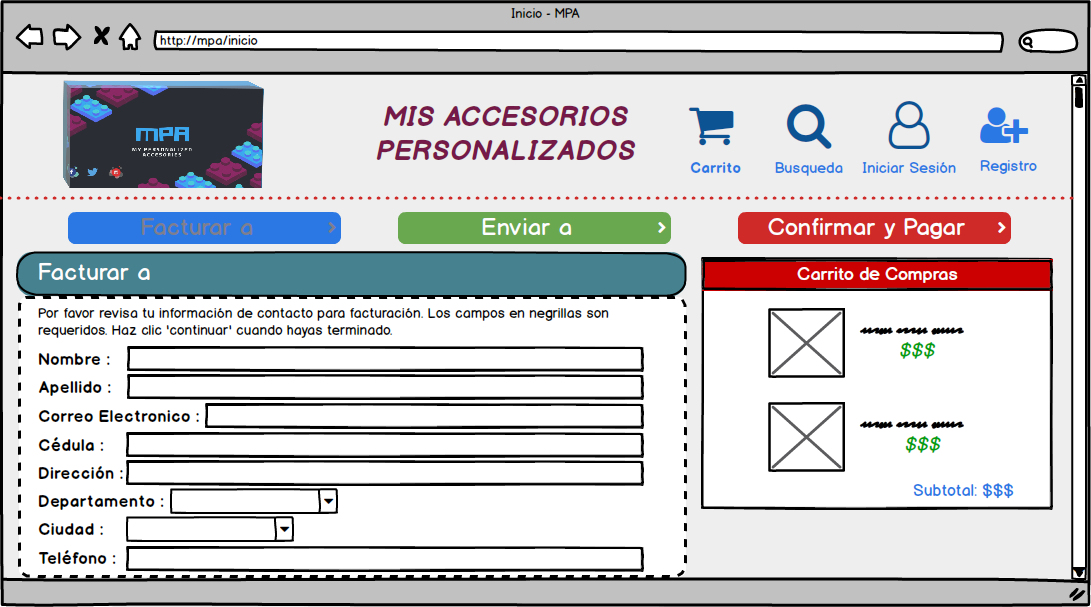 Inicio - MPA
http://mpa/inicio
MPA
MY PERSONALIZED
ACCESORIES
MIS ACCESORIOS
PERSONALIZADOS
Carrito
Busqueda
Iniciar Sesión
Registro
Facturar a
Enviar a
Confirmar y Pagar
Facturar a
Por favor revisa tu información de contacto para facturación. Los campos en negrillas son
requeridos. Haz clic 'continuar' cuando hayas terminado.
Nombre :
Apellido :
Correo Electronico :
Cédula :
Dirección :
Departamento :
Ciudad :
Teléfono :
Carrito de Compras
$$$
$$$
Subtotal: $$$